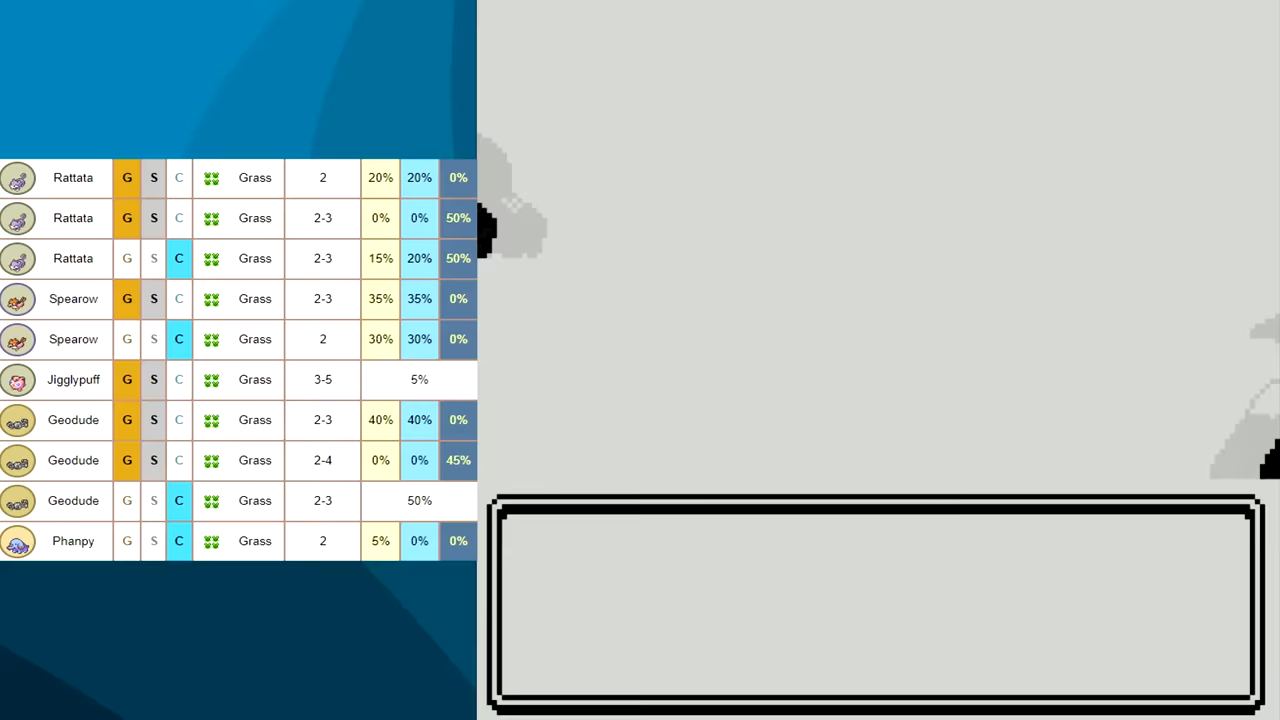 Rattata G S C Grass 2 20% 20% 0%
Rattata G S C Grass 2-3 0% 0% 50%
Rattata G S C Grass 2-3 15% 20% 50%
Spearow G S C Grass 2-3 35% 35% 0%
Spearow G S C Grass 2 30% 30% 0%
Jigglypuff G S C Grass 3-5 5%
Geodude G S C Grass 2-3 40% 40% 0%
Geodude G S C Grass 2-4 0% 0% 45%
Geodude G S C Grass 2-3 50%
Phanpy G S C Grass 2 5% 0% 0%